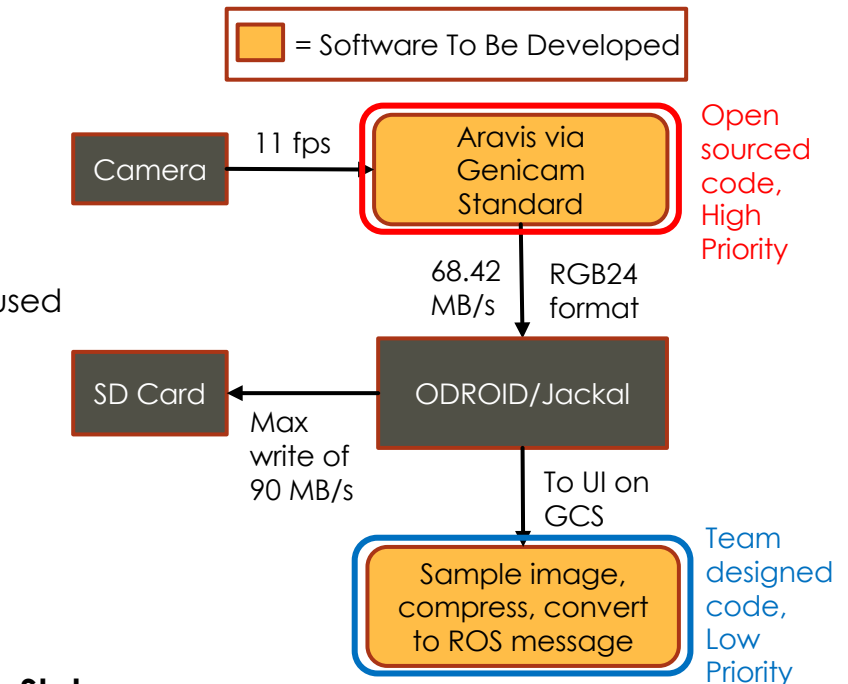 = Software To Be Developed
Camera
11 fps
Aravis via
Genicam
Standard
Open
sourced
code,
High
Priority
68.42
MB/s
RGB24
format
used
SD Card
ODROID/Jackal
Max
write of
90 MB/s
To UI on
GCS
Sample image,
compress, convert
to ROS message
Team
designed
code,
Low
Priority